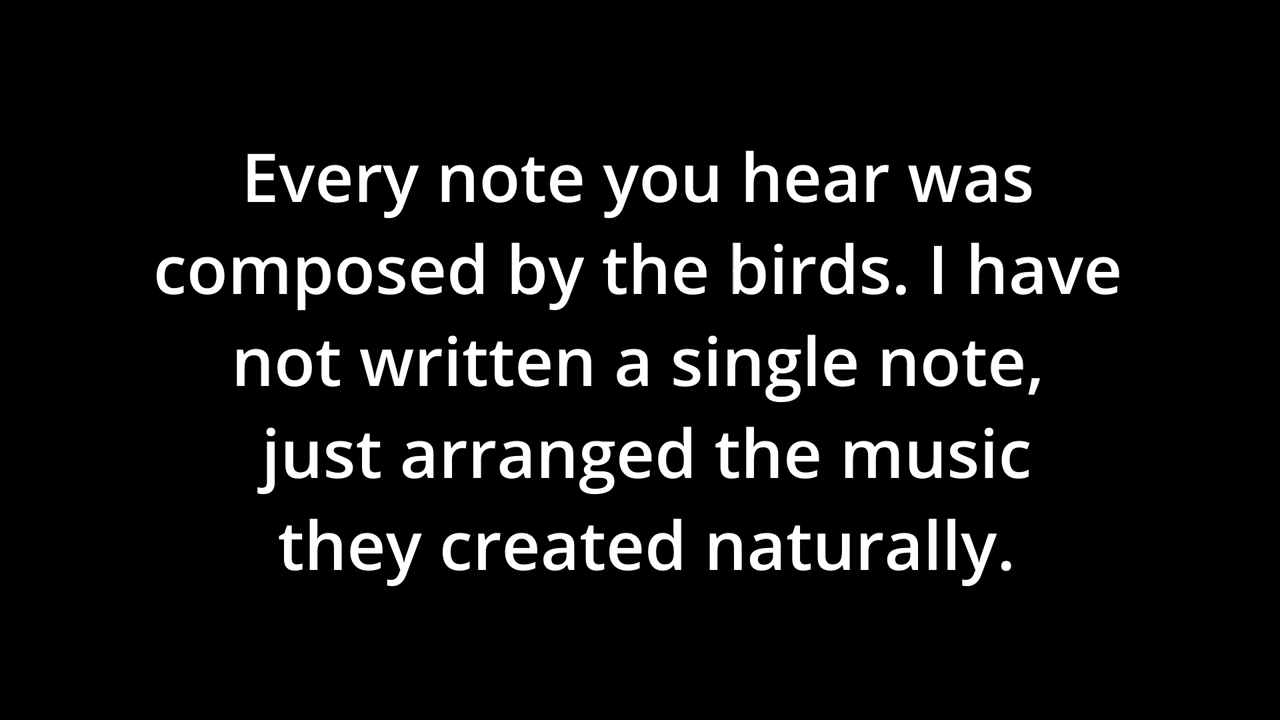 Every note you hear was
composed by the birds. I have
not written a single note,
just arranged the music
they created naturally.